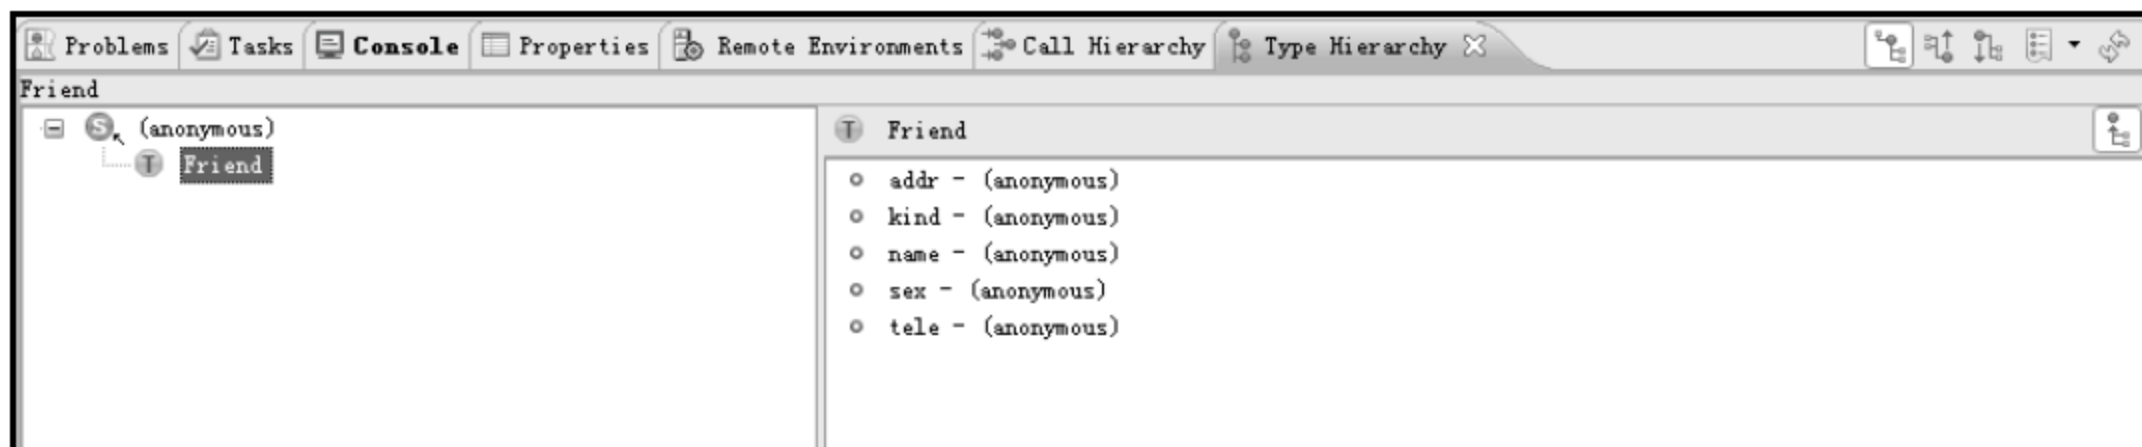 Problems Tasks Console Properties Remote Environments Call Hierarchy Type Hierarchy
Friend
(anonymous)
Friend
Friend
addr - (anonymous)
kind - (anonymous)
name - (anonymous)
sex - (anonymous)
tele - (anonymous)